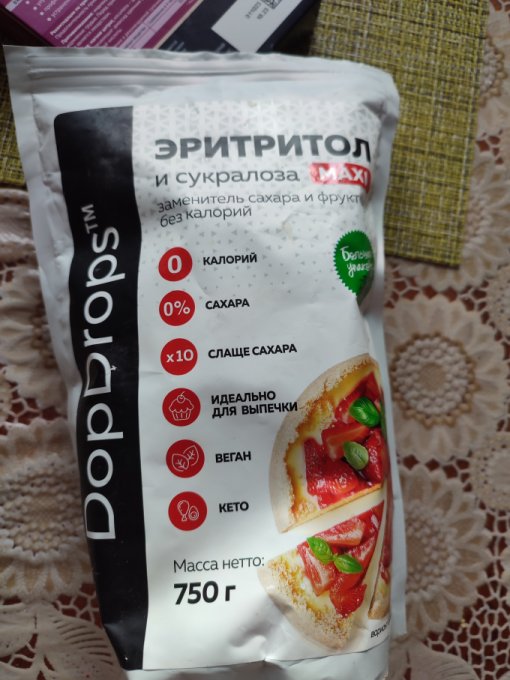 DopDrops™
ЭРИТРИТОЛ
и сукралоза MAXI
заменитель сахара и
без калорий
Большая
0 КАЛОРИЙ
0% САХАРА
x10 СЛАЩЕ САХАРА
ИДЕАЛЬНО
ДЛЯ ВЫПЕЧКИ
ВЕГАН
КЕТО
Масса нетто:
750 г